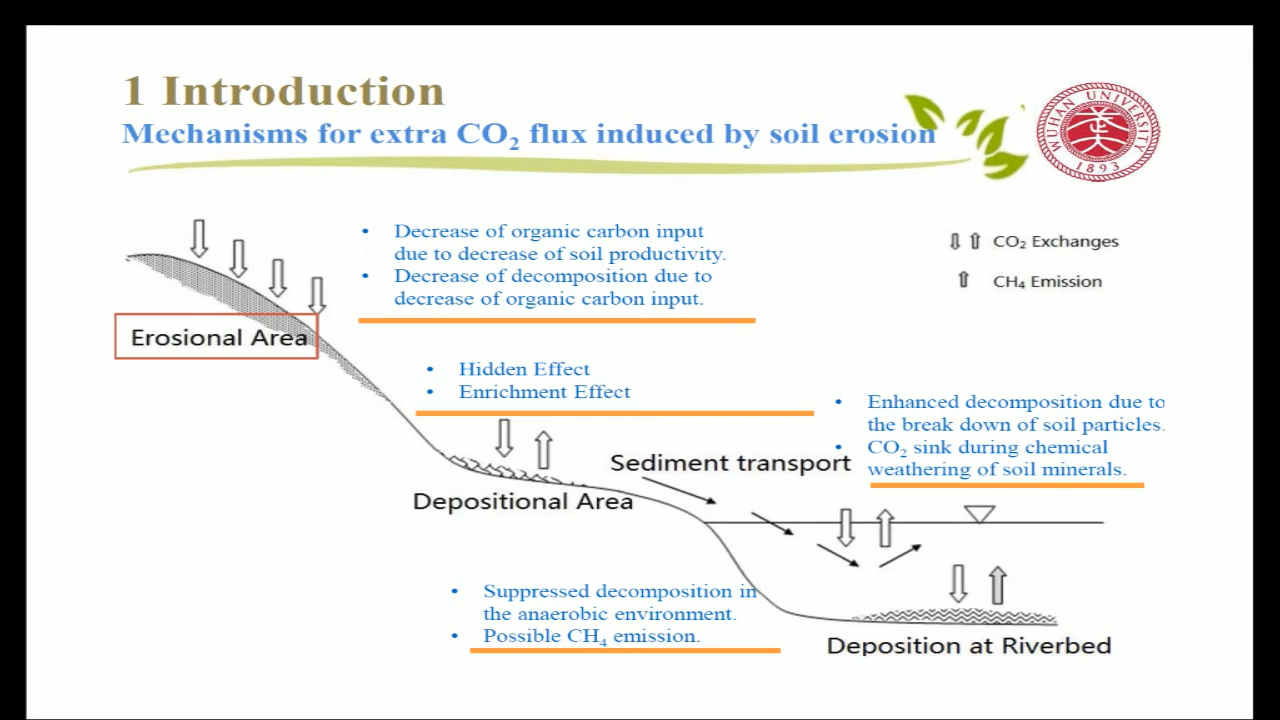 1 Introduction
Mechanisms for extra CO₂ flux induced by soil erosion
WUHAN UNIVERSITY
1893
• Decrease of organic carbon input
due to decrease of soil productivity.
• Decrease of decomposition due to
decrease of organic carbon input.
CO₂ Exchanges
CH₄ Emission
Erosional Area
• Hidden Effect
• Enrichment Effect
• Enhanced decomposition due to
the break down of soil particles.
• CO₂ sink during chemical
weathering of soil minerals.
Sediment transport
Depositional Area
• Suppressed decomposition in
the anaerobic environment.
• Possible CH₄ emission.
Deposition at Riverbed